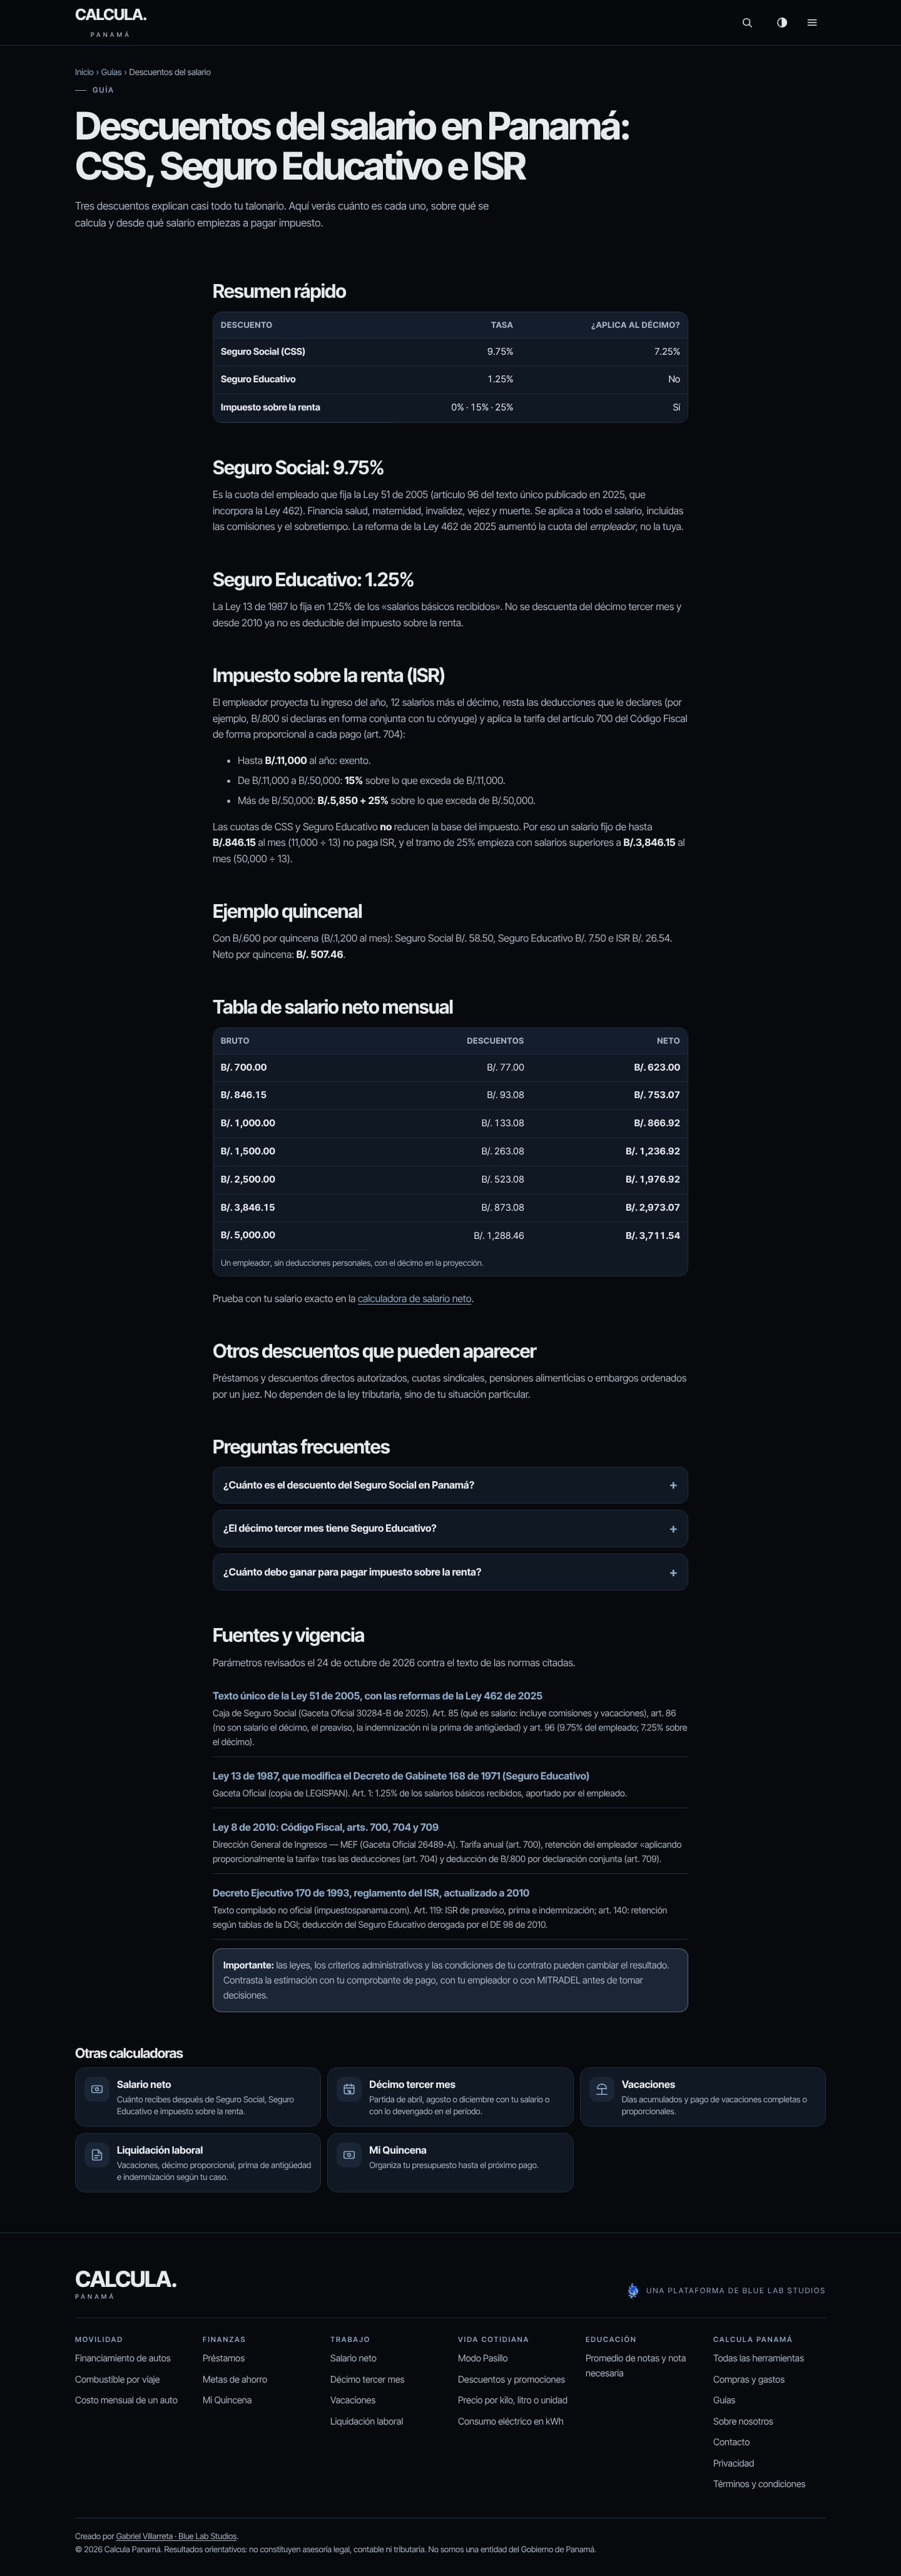 CALCULA.
PANAMÁ
Inicio › Guías › Descuentos del salario
GUÍA
Descuentos del salario en Panamá:
CSS, Seguro Educativo e ISR
Tres descuentos explican casi todo tu talonario. Aquí verás cuánto es cada uno, sobre qué se
calcula y desde qué salario empiezas a pagar impuesto.
Resumen rápido
DESCUENTO TASA ¿APLICA AL DÉCIMO?
Seguro Social (CSS) 9.75% 7.25%
Seguro Educativo 1.25% No
Impuesto sobre la renta 0% · 15% · 25% Sí
Seguro Social: 9.75%
Es la cuota del empleado que fija la Ley 51 de 2005 (artículo 96 del texto único publicado en 2025, que
incorpora la Ley 462). Financia salud, maternidad, invalidez, vejez y muerte. Se aplica a todo el salario, incluidas
las comisiones y el sobretiempo. La reforma de la Ley 462 de 2025 aumentó la cuota del empleador, no la tuya.
Seguro Educativo: 1.25%
La Ley 13 de 1987 lo fija en 1.25% de los «salarios básicos recibidos». No se descuenta del décimo tercer mes y
desde 2010 ya no es deducible del impuesto sobre la renta.
Impuesto sobre la renta (ISR)
El empleador proyecta tu ingreso del año, 12 salarios más el décimo, resta las deducciones que le declares (por
ejemplo, B/.800 si declaras en forma conjunta con tu cónyuge) y aplica la tarifa del artículo 700 del Código Fiscal
de forma proporcional a cada pago (art. 704):
• Hasta B/.11,000 al año: exento.
• De B/.11,000 a B/.50,000: 15% sobre lo que exceda de B/.11,000.
• Más de B/.50,000: B/.5,850 + 25% sobre lo que exceda de B/.50,000.
Las cuotas de CSS y Seguro Educativo no reducen la base del impuesto. Por eso un salario fijo de hasta
B/.846.15 al mes (11,000 ÷ 13) no paga ISR, y el tramo de 25% empieza con salarios superiores a B/.3,846.15 al
mes (50,000 ÷ 13).
Ejemplo quincenal
Con B/.600 por quincena (B/.1,200 al mes): Seguro Social B/. 58.50, Seguro Educativo B/. 7.50 e ISR B/. 26.54.
Neto por quincena: B/. 507.46.
Tabla de salario neto mensual
BRUTO DESCUENTOS NETO
B/. 700.00 B/. 77.00 B/. 623.00
B/. 846.15 B/. 93.08 B/. 753.07
B/. 1,000.00 B/. 133.08 B/. 866.92
B/. 1,500.00 B/. 263.08 B/. 1,236.92
B/. 2,500.00 B/. 523.08 B/. 1,976.92
B/. 3,846.15 B/. 873.08 B/. 2,973.07
B/. 5,000.00 B/. 1,288.46 B/. 3,711.54
Un empleador, sin deducciones personales, con el décimo en la proyección.
Prueba con tu salario exacto en la calculadora de salario neto.
Otros descuentos que pueden aparecer
Préstamos y descuentos directos autorizados, cuotas sindicales, pensiones alimenticias o embargos ordenados
por un juez. No dependen de la ley tributaria, sino de tu situación particular.
Preguntas frecuentes
¿Cuánto es el descuento del Seguro Social en Panamá? +
¿El décimo tercer mes tiene Seguro Educativo? +
¿Cuánto debo ganar para pagar impuesto sobre la renta? +
Fuentes y vigencia
Parámetros revisados el 24 de octubre de 2026 contra el texto de las normas citadas.
Texto único de la Ley 51 de 2005, con las reformas de la Ley 462 de 2025
Caja de Seguro Social (Gaceta Oficial 30284-B de 2025). Art. 85 (qué es salario: incluye comisiones y vacaciones), art. 86
(no son salario el décimo, el preaviso, la indemnización ni la prima de antigüedad) y art. 96 (9.75% del empleado; 7.25% sobre
el décimo).
Ley 13 de 1987, que modifica el Decreto de Gabinete 168 de 1971 (Seguro Educativo)
Gaceta Oficial (copia de LEGISPAN). Art. 1: 1.25% de los salarios básicos recibidos, aportado por el empleado.
Ley 8 de 2010: Código Fiscal, arts. 700, 704 y 709
Dirección General de Ingresos — MEF (Gaceta Oficial 26489-A). Tarifa anual (art. 700), retención del empleador «aplicando
proporcionalmente la tarifa» tras las deducciones (art. 704) y deducción de B/.800 por declaración conjunta (art. 709).
Decreto Ejecutivo 170 de 1993, reglamento del ISR, actualizado a 2010
Texto compilado no oficial (impuestospanama.com). Art. 119: ISR de preaviso, prima e indemnización; art. 140: retención
según tablas de la DGI; deducción del Seguro Educativo derogada por el DE 98 de 2010.
Importante: las leyes, los criterios administrativos y las condiciones de tu contrato pueden cambiar el resultado.
Contrasta la estimación con tu comprobante de pago, con tu empleador o con MITRADEL antes de tomar
decisiones.
Otras calculadoras
Salario neto
Cuánto recibes después de Seguro Social, Seguro
Educativo e impuesto sobre la renta.
Décimo tercer mes
Partida de abril, agosto o diciembre con tu salario o
con lo devengado en el período.
Vacaciones
Días acumulados y pago de vacaciones completas o
proporcionales.
Liquidación laboral
Vacaciones, décimo proporcional, prima de antigüedad
e indemnización según tu caso.
Mi Quincena
Organiza tu presupuesto hasta el próximo pago.
CALCULA.
PANAMÁ
UNA PLATAFORMA DE BLUE LAB STUDIOS
MOVILIDAD
Financiamiento de autos
Combustible por viaje
Costo mensual de un auto
FINANZAS
Préstamos
Metas de ahorro
Mi Quincena
TRABAJO
Salario neto
Décimo tercer mes
Vacaciones
Liquidación laboral
VIDA COTIDIANA
Modo Pasillo
Descuentos y promociones
Precio por kilo, litro o unidad
Consumo eléctrico en kWh
EDUCACIÓN
Promedio de notas y nota
necesaria
CALCULA PANAMÁ
Todas las herramientas
Compras y gastos
Guías
Sobre nosotros
Contacto
Privacidad
Términos y condiciones
Creado por Gabriel Villarreta · Blue Lab Studios.
© 2026 Calcula Panamá. Resultados orientativos: no constituyen asesoría legal, contable ni tributaria. No somos una entidad del Gobierno de Panamá.